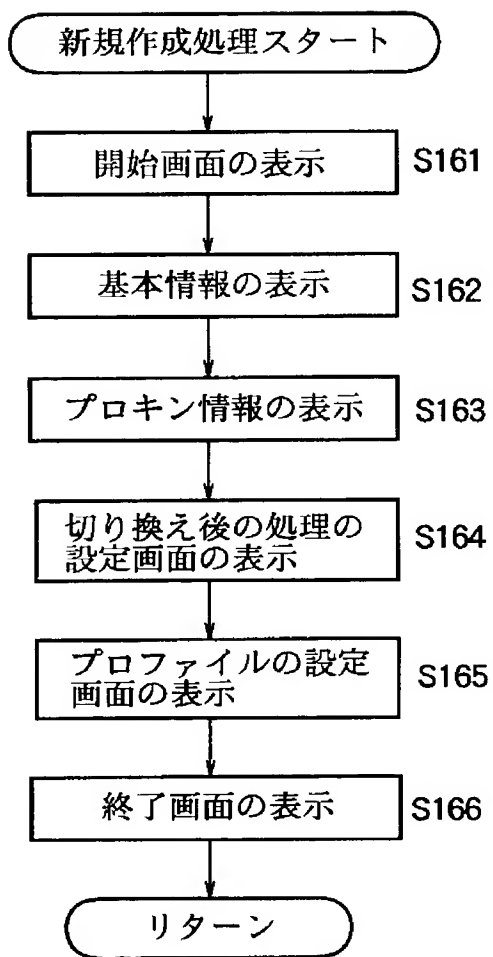 新規作成処理スタート
開始画面の表示
S161
基本情報の表示
S162
プロキン情報の表示
S163
切り換え後の処理の
設定画面の表示
S164
プロファイルの設定
画面の表示
S165
終了画面の表示
S166
リターン